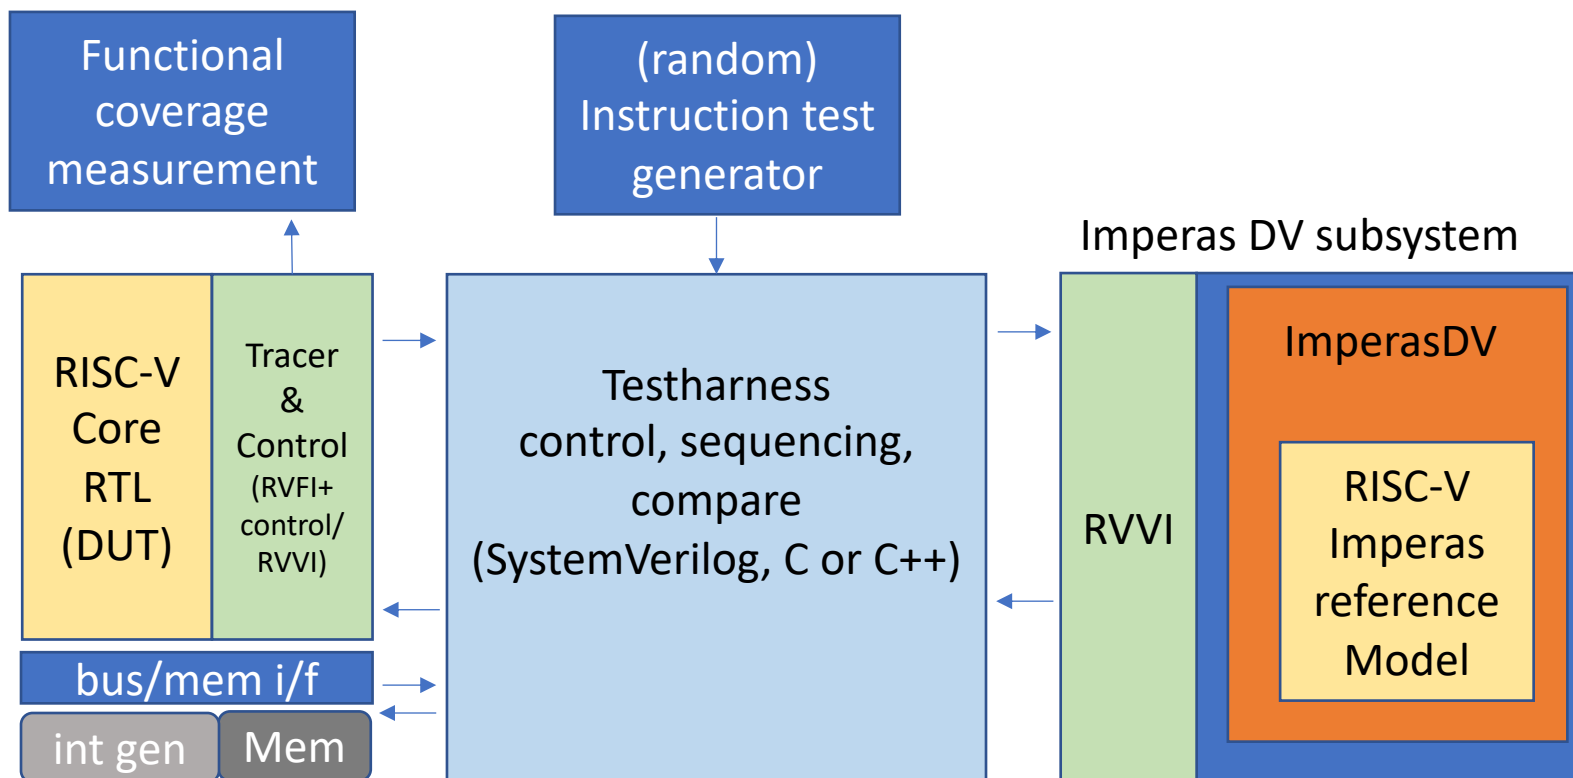 Functional
coverage
measurement
(random)
Instruction test
generator
Imperas DV subsystem
RISC-V
Core
RTL
(DUT)
Tracer
&
Control
(RVFI+
control/
RVVI)
Testharness
control, sequencing,
compare
(SystemVerilog, C or C++)
RVVI
ImperasDV
RISC-V
Imperas
reference
Model
bus/mem i/f
int gen
Mem